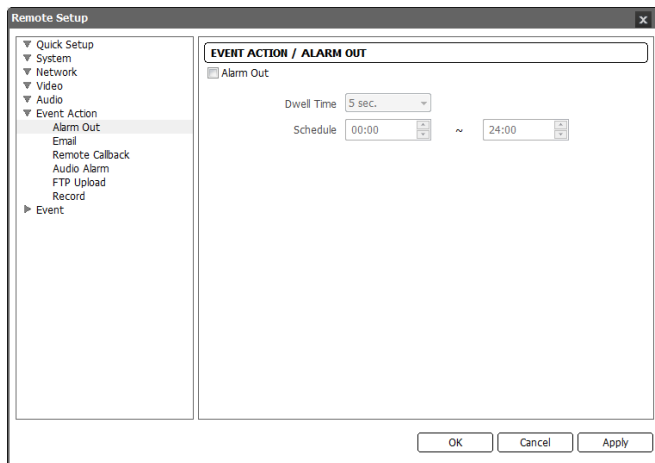 Remote Setup
x
Quick Setup
System
Network
Video
Audio
Event Action
Alarm Out
Email
Remote Callback
Audio Alarm
FTP Upload
Record
Event
EVENT ACTION / ALARM OUT
Alarm Out
Dwell Time 5 sec.
Schedule 00:00 ~ 24:00
OK Cancel Apply